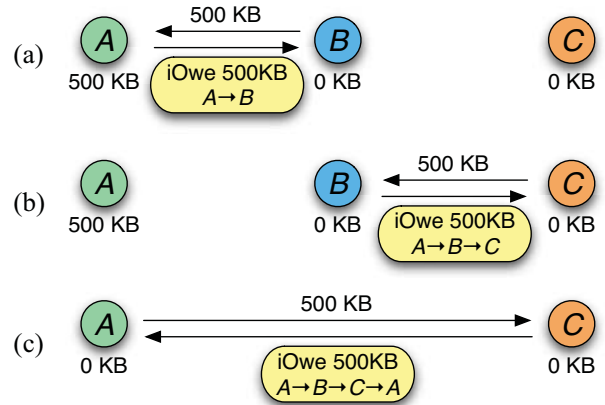 500 KB
(a) A B C
500 KB iOwe 500KB 0 KB 0 KB
A→B
(b) A B 500 KB C
500 KB 0 KB iOwe 500KB 0 KB
A→B→C
500 KB
(c) A C
0 KB iOwe 500KB 0 KB
A→B→C→A